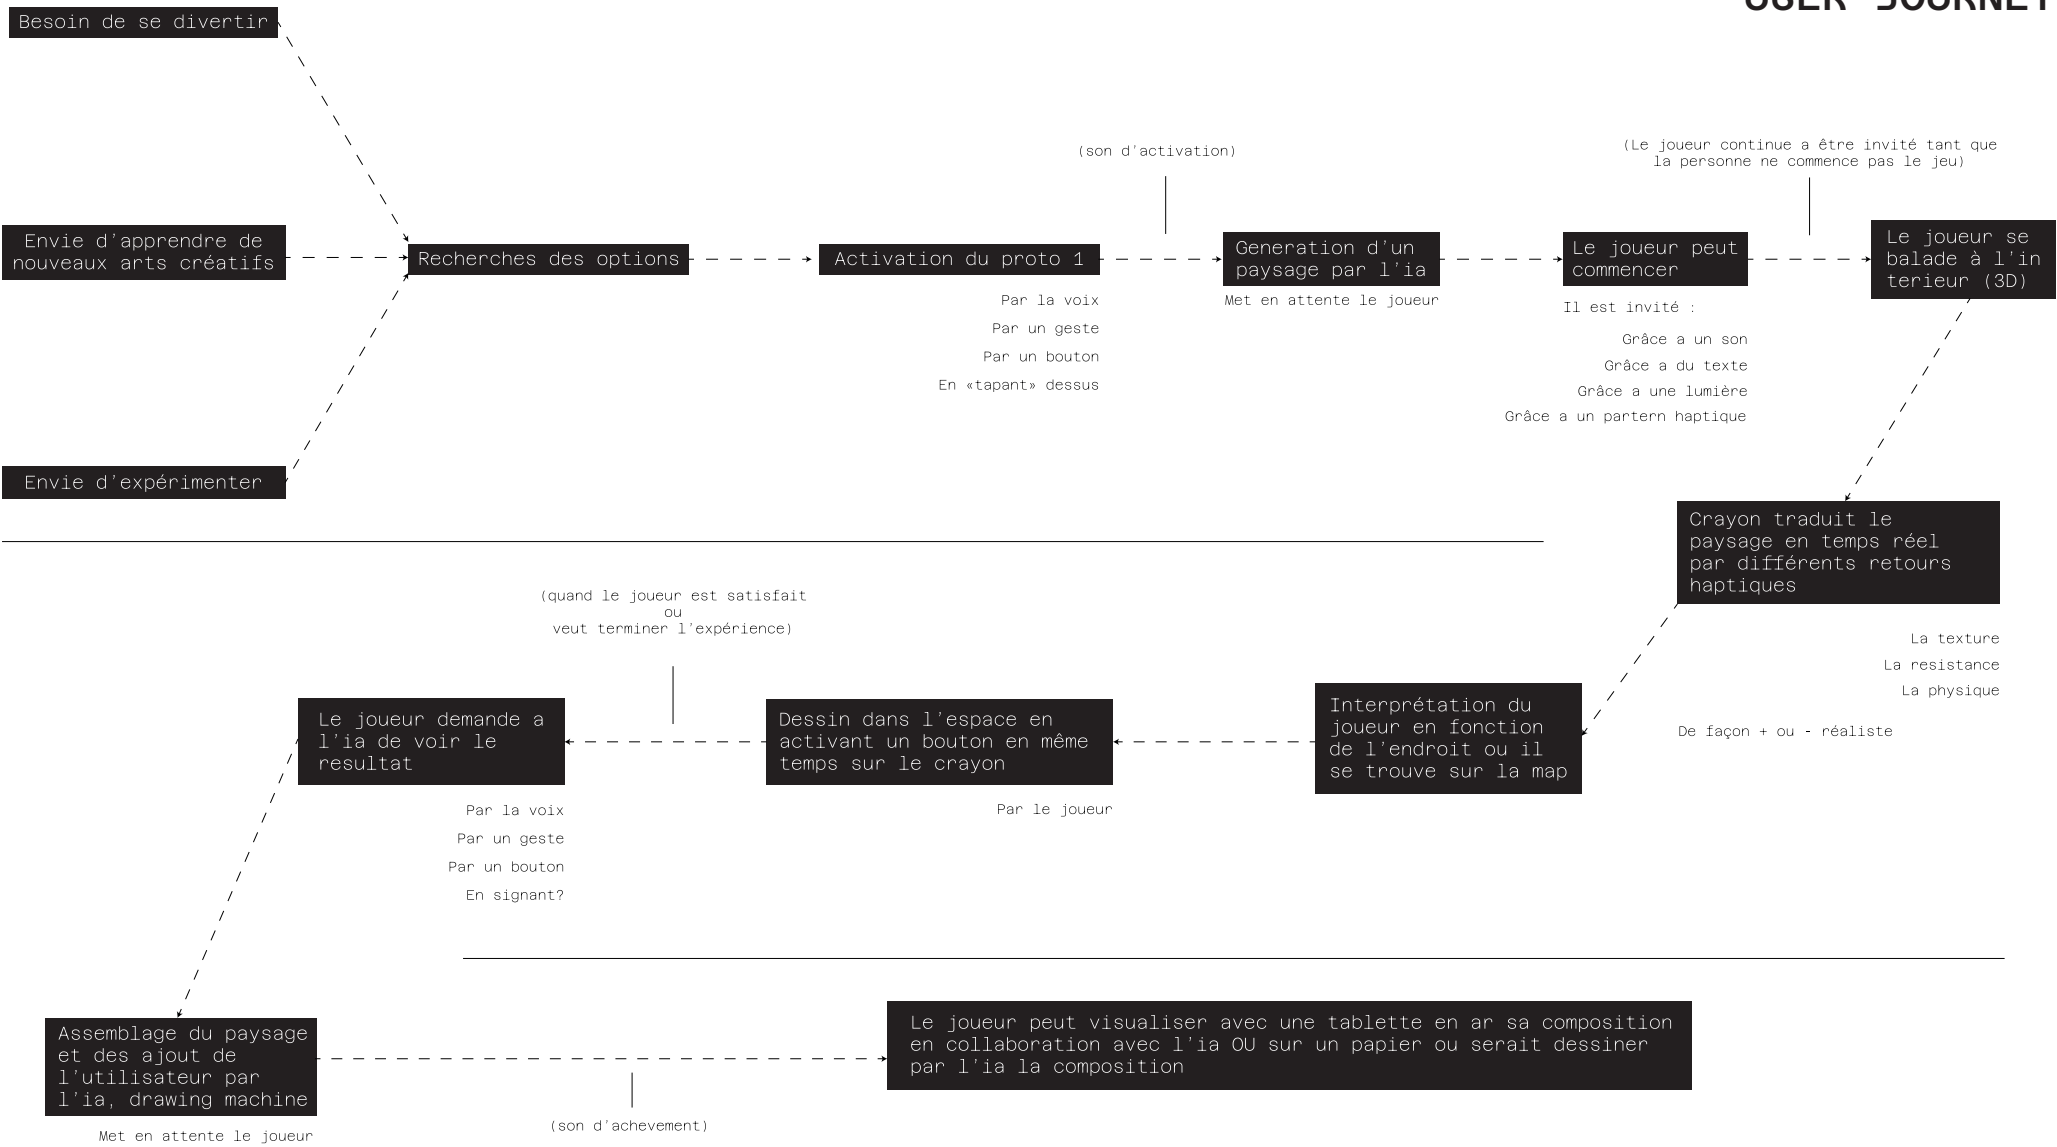 USER JOURNEY
Besoin de se divertir
Envie d'apprendre de
nouveaux arts créatifs
Envie d'expérimenter
Recherches des options
Activation du proto 1
Par la voix
Par un geste
Par un bouton
En «tapant» dessus
(son d'activation)
Generation d'un
paysage par l'ia
Met en attente le joueur
Le joueur peut
commencer
Il est invité :
Grâce a un son
Grâce a du texte
Grâce a une lumière
Grâce a un partern haptique
(Le joueur continue a être invité tant que
la personne ne commence pas le jeu)
Le joueur se
balade à l'in
terieur (3D)
Crayon traduit le
paysage en temps réel
par différents retours
haptiques
La texture
La resistance
La physique
De façon + ou - réaliste
Interprétation du
joueur en fonction
de l'endroit ou il
se trouve sur la map
Dessin dans l'espace en
activant un bouton en même
temps sur le crayon
Par le joueur
(quand le joueur est satisfait
ou
veut terminer l'expérience)
Le joueur demande a
l'ia de voir le
resultat
Par la voix
Par un geste
Par un bouton
En signant?
Assemblage du paysage
et des ajout de
l'utilisateur par
l'ia, drawing machine
Met en attente le joueur
(son d'achevement)
Le joueur peut visualiser avec une tablette en ar sa composition
en collaboration avec l'ia OU sur un papier ou serait dessiner
par l'ia la composition